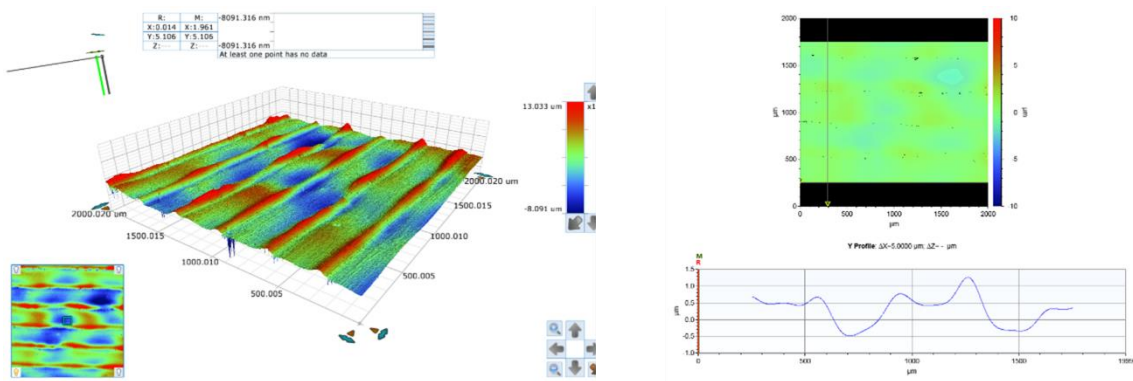 R: M:
X:0.014 X:1.961
Y:5.106 Y:5.106
Z: --- Z: ---
-8091.316 nm
-8091.316 nm
At least one point has no data
13.033 um
x1
-8.091 um
2000.020 um
1500.015
1000.010
500.005
2000.020 um
1500.015
1000.010
500.005
2000
1500
1000
500
0
µm
0 500 1000 1500 2000
µm
10
5
0
-5
-10
µm
Y Profile: ΔX=5.0000 µm; ΔZ= - µm
M
R
1.5
1.0
0.5
0.0
-0.5
-1.0
µm
0 500 1000 1500 1999
µm